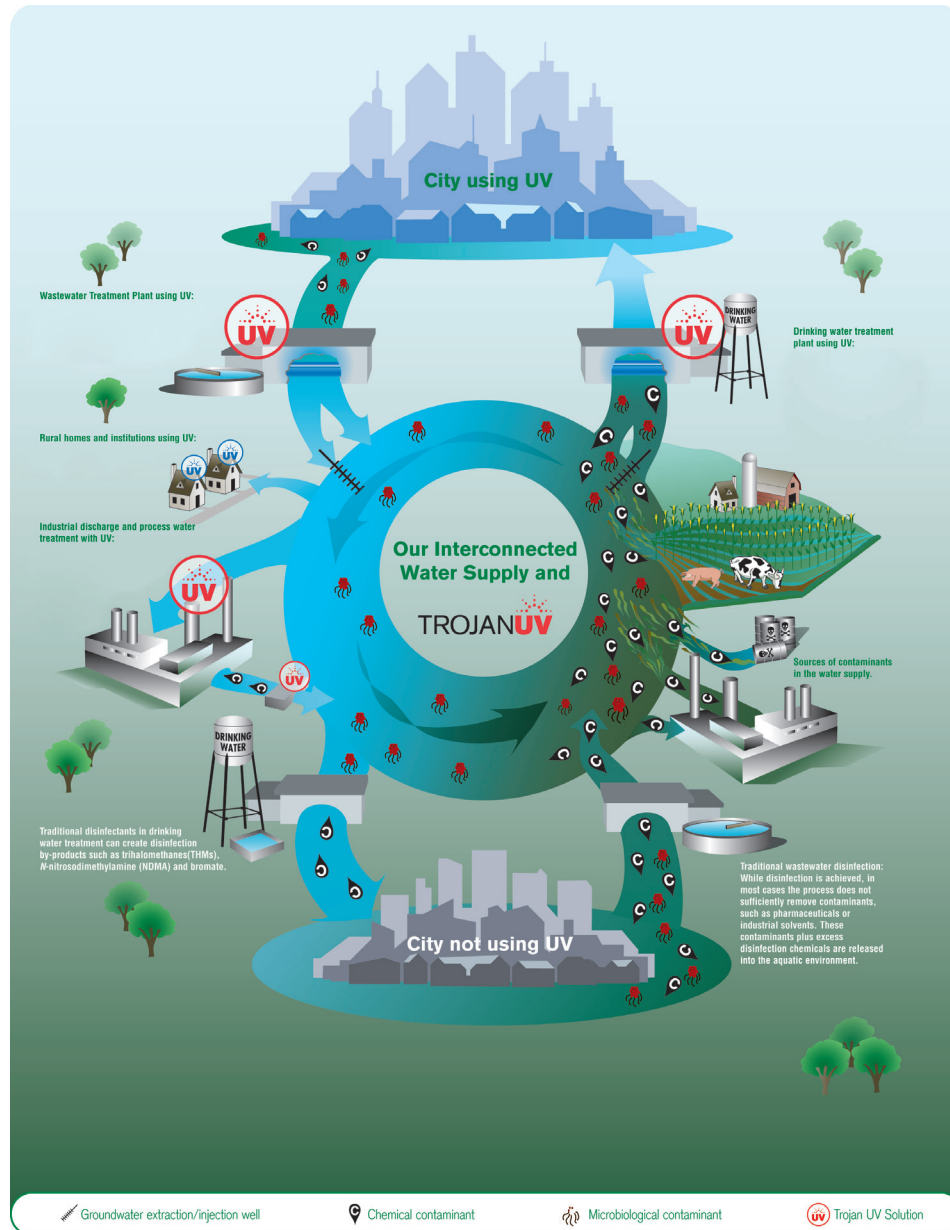 City using UV
Wastewater Treatment Plant using UV:
UV
UV
DRINKING
WATER
Drinking water treatment
plant using UV:
Rural homes and institutions using UV:
UV
UV
Industrial discharge and process water
treatment with UV:
UV
Our Interconnected
Water Supply and
TROJANUV
Sources of contaminants
in the water supply.
UV
DRINKING
WATER
Traditional disinfectants in drinking
water treatment can create disinfection
by-products such as trihalomethanes(THMs),
N-nitrosodimethylamine (NDMA) and bromate.
Traditional wastewater disinfection:
While disinfection is achieved, in
most cases the process does not
sufficiently remove contaminants,
such as pharmaceuticals or
industrial solvents. These
contaminants plus excess
disinfection chemicals are released
into the aquatic environment.
City not using UV
Groundwater extraction/injection well
C Chemical contaminant
Microbiological contaminant
UV Trojan UV Solution